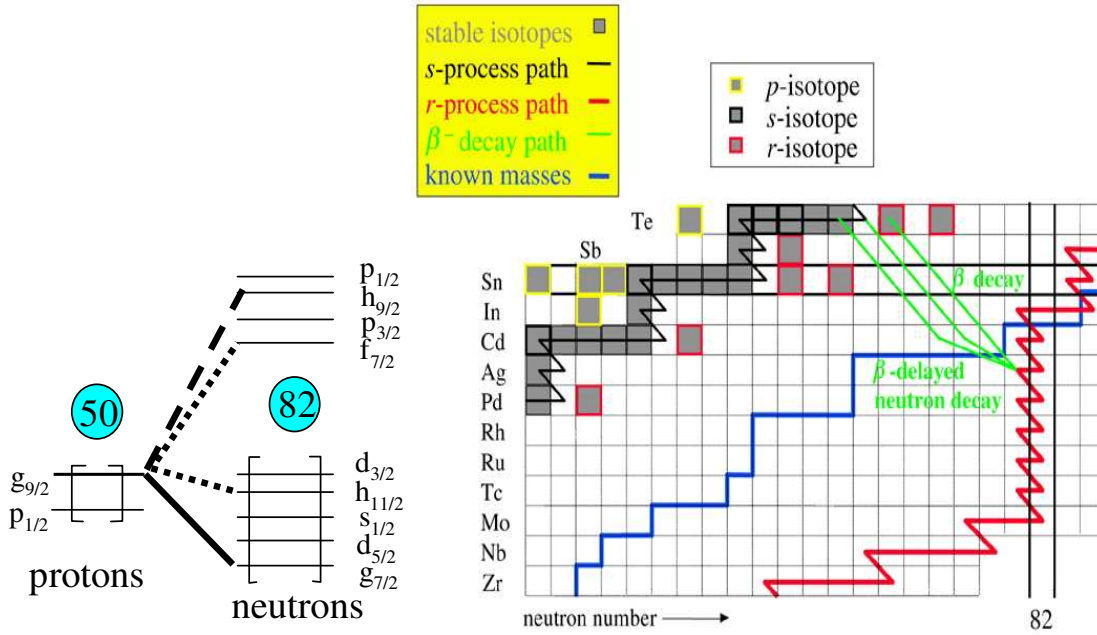 stable isotopes
s-process path
r-process path
β⁻ decay path
known masses
p-isotope
s-isotope
r-isotope
Te
Sb
Sn
In
Cd
Ag
Pd
Rh
Ru
Tc
Mo
Nb
Zr
β decay
β-delayed
neutron decay
neutron number
82
p1/2
h9/2
p3/2
f7/2
50
82
g9/2
p1/2
d3/2
h11/2
s1/2
d5/2
g7/2
protons
neutrons